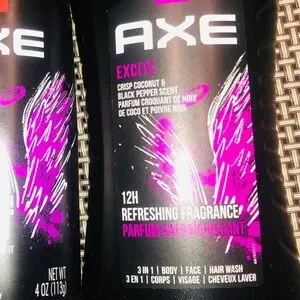 AXE
NET WT
4 OZ (113g)
AXE
EXCITE
CRISP COCONUT &
BLACK PEPPER SCENT
PARFUM CROQUANT DE NOIX
DE COCO ET POIVRE NOIR
12H
REFRESHING FRAGRANCE
PARFUM RAFRAÎCHISSANT
3 IN 1 | BODY | FACE | HAIR WASH
3 EN 1 | CORPS | VISAGE | CHEVEUX LAVER